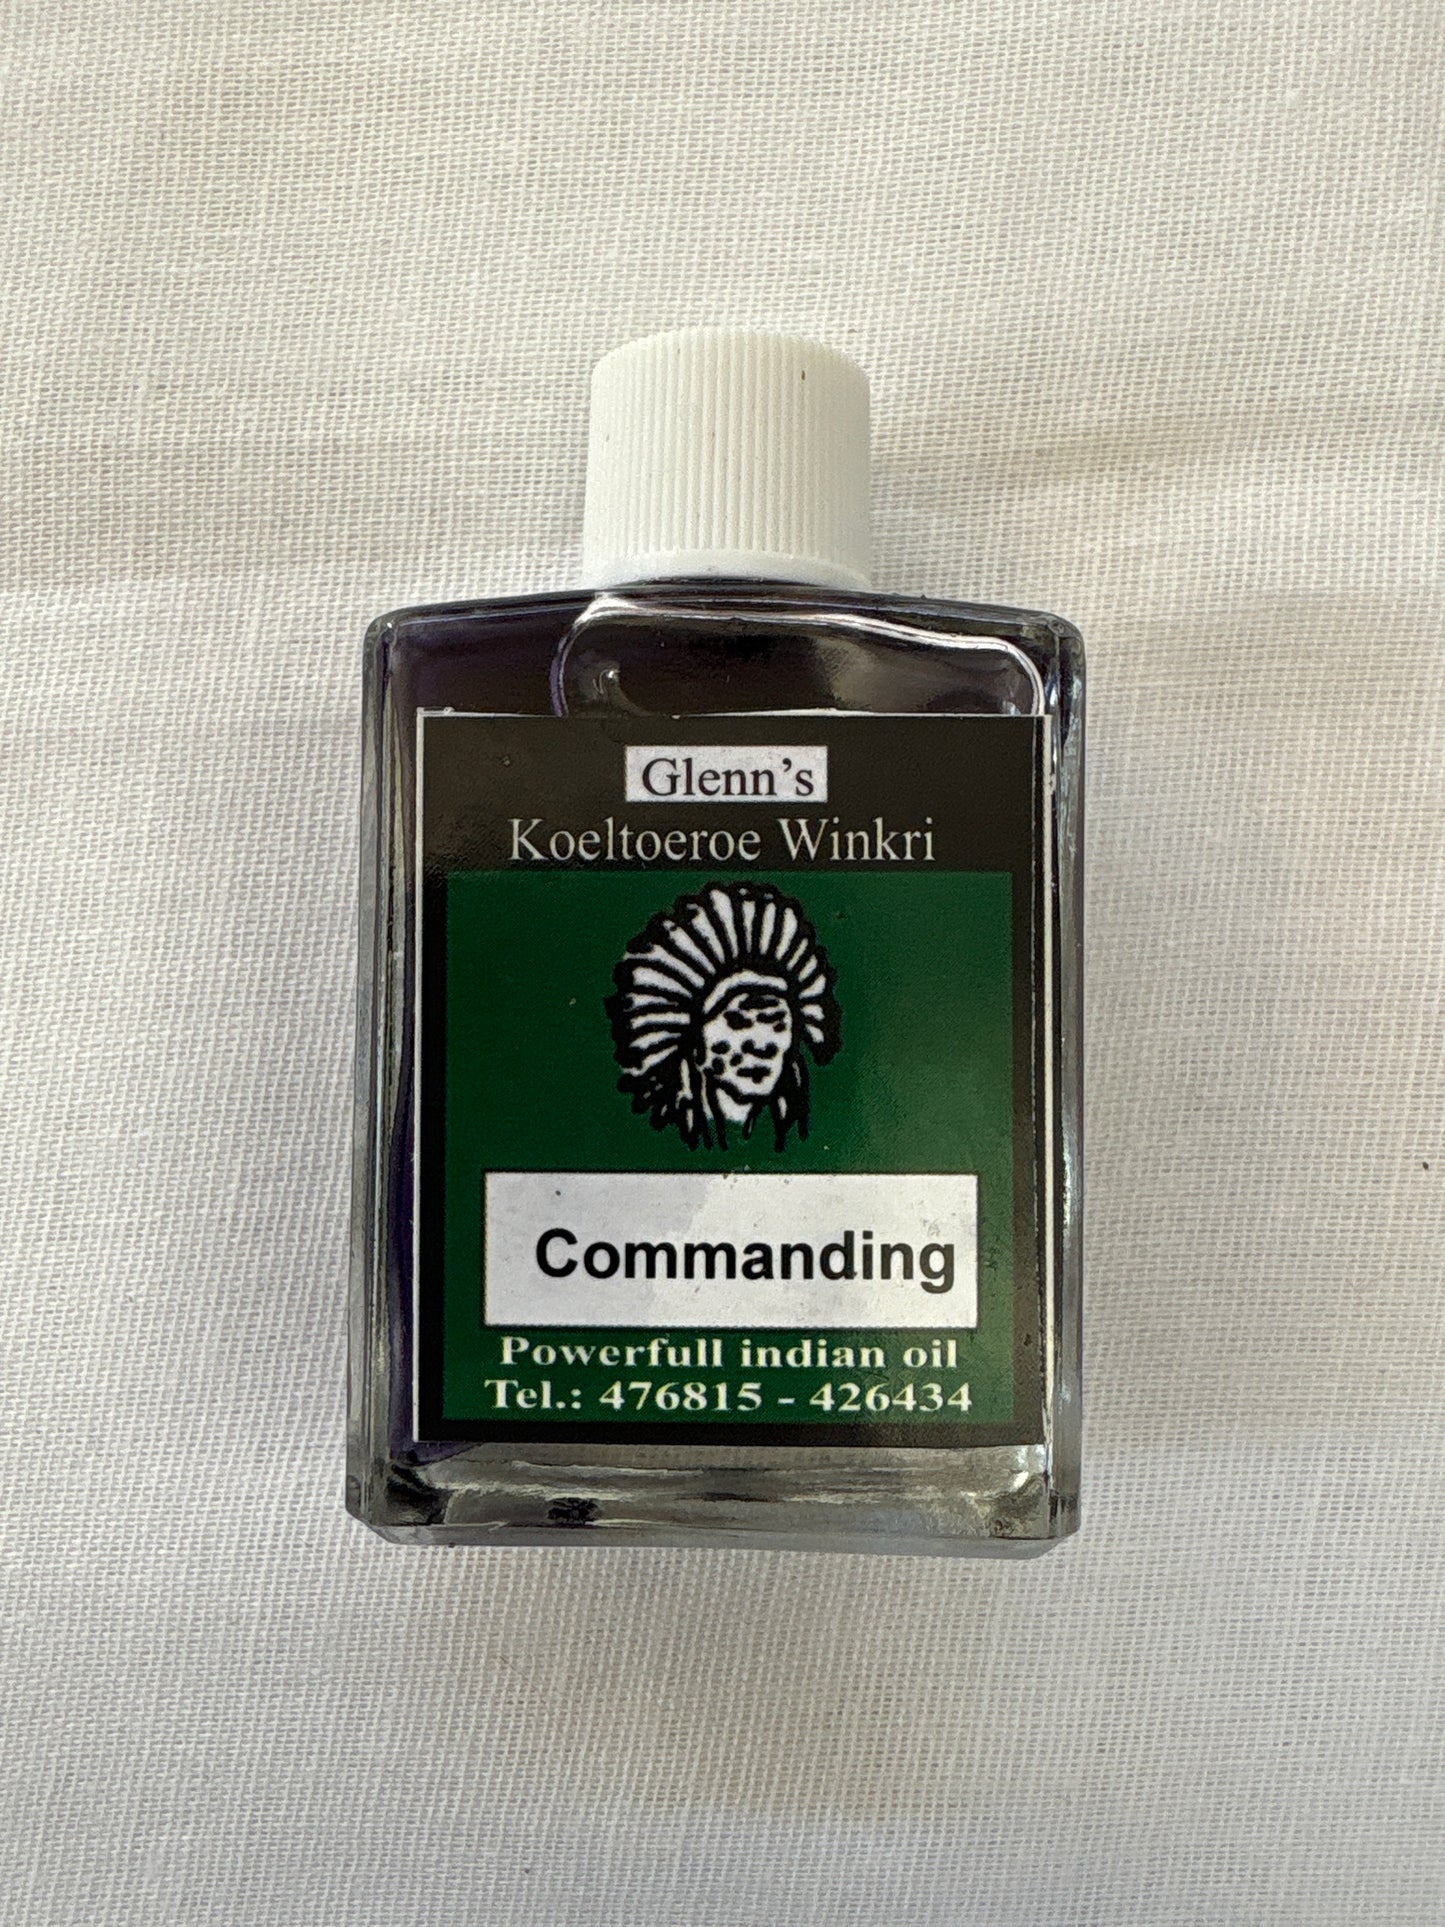 Glenn's
Koeltoeroe Winkri
Commanding
Powerfull indian oil
Tel.: 476815 - 426434